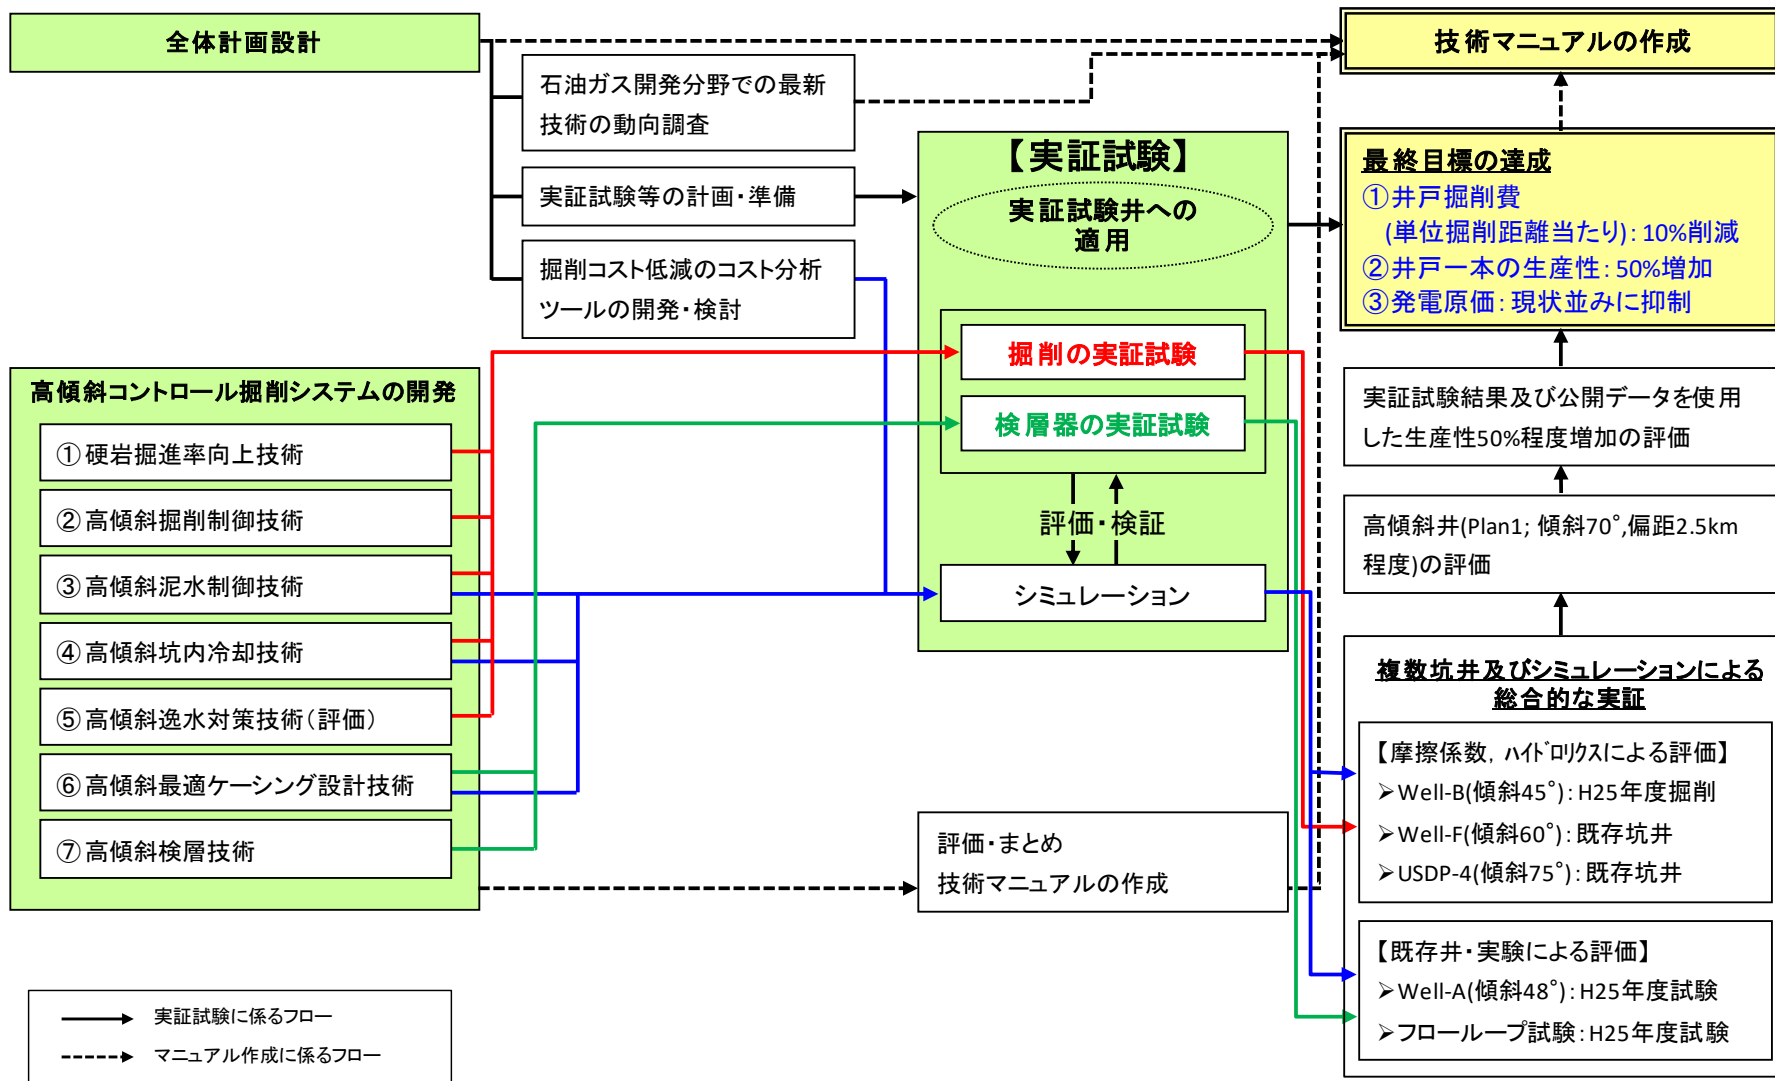 全体計画設計
石油ガス開発分野での最新
技術の動向調査
実証試験等の計画・準備
掘削コスト低減のコスト分析
ツールの開発・検討
高傾斜コントロール掘削システムの開発
①硬岩掘進率向上技術
②高傾斜掘削制御技術
③高傾斜泥水制御技術
④高傾斜坑内冷却技術
⑤高傾斜逸水対策技術（評価）
⑥高傾斜最適ケーシング設計技術
⑦高傾斜検層技術
【実証試験】
実証試験井への
適用
掘削の実証試験
検層器の実証試験
評価・検証
シミュレーション
評価・まとめ
技術マニュアルの作成
技術マニュアルの作成
最終目標の達成
①井戸掘削費
(単位掘削距離当たり)：10%削減
②井戸一本の生産性：50%増加
③発電原価：現状並みに抑制
実証試験結果及び公開データを使用
した生産性50%程度増加の評価
高傾斜井(Plan1; 傾斜70°,偏距2.5km
程度)の評価
複数坑井及びシミュレーションによる
総合的な実証
【摩擦係数，ﾊｲﾄﾞﾛﾘｸｽによる評価】
➢Well-B(傾斜45°)：H25年度掘削
➢Well-F(傾斜60°)：既存坑井
➢USDP-4(傾斜75°)：既存坑井
【既存井・実験による評価】
➢Well-A(傾斜48°)：H25年度試験
➢フローループ試験：H25年度試験
実証試験に係るフロー
マニュアル作成に係るフロー